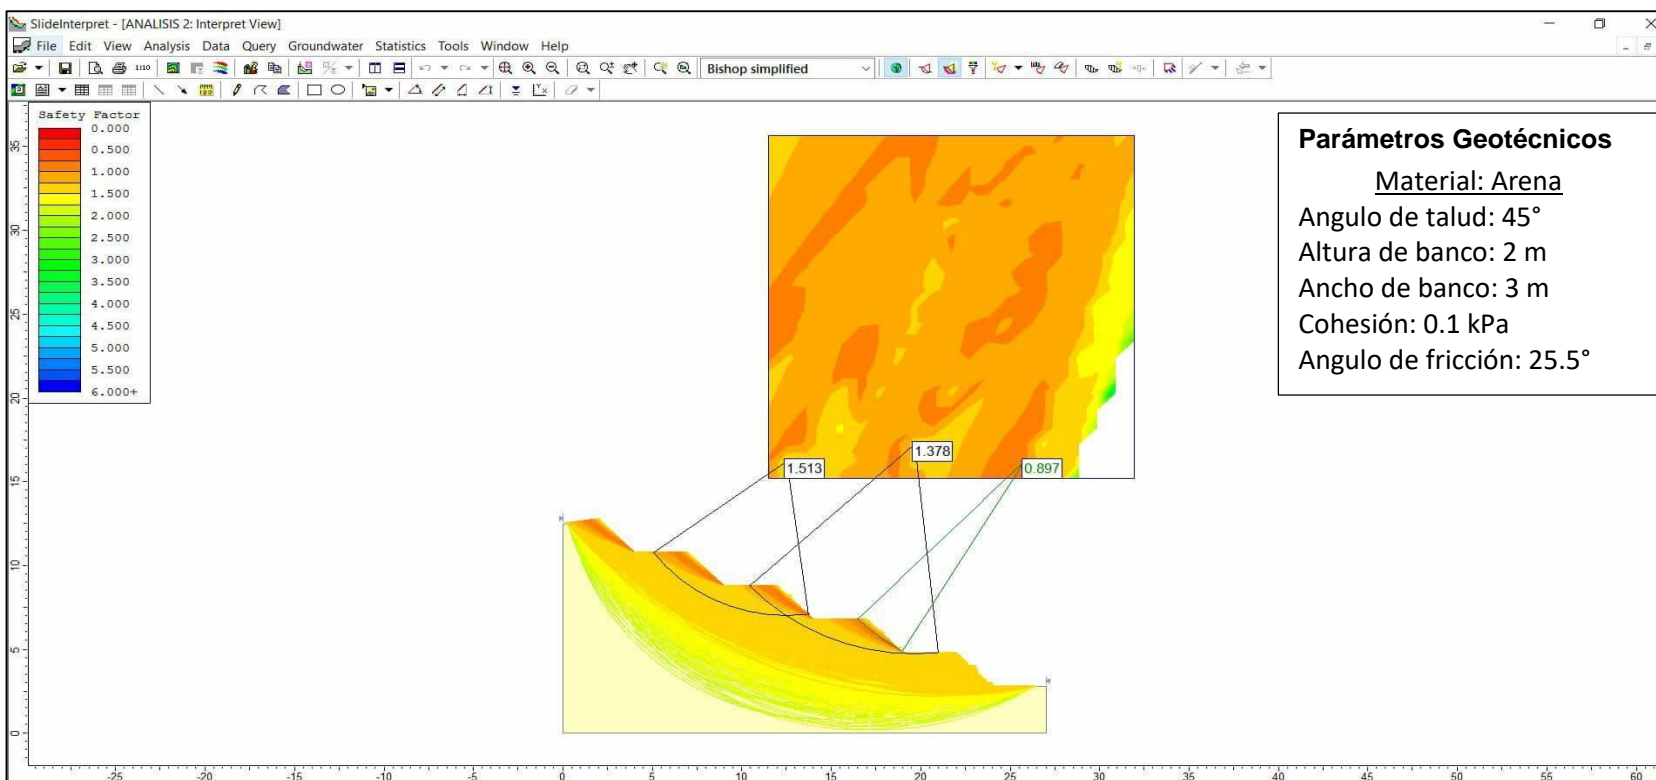 SlideInterpret - [ANALISIS 2: Interpret View]
File Edit View Analysis Data Query Groundwater Statistics Tools Window Help
Bishop simplified
Safety Factor
0.000
0.500
1.000
1.500
2.000
2.500
3.000
3.500
4.000
4.500
5.000
5.500
6.000+
Parámetros Geotécnicos
Material: Arena
Angulo de talud: 45°
Altura de banco: 2 m
Ancho de banco: 3 m
Cohesión: 0.1 kPa
Angulo de fricción: 25.5°
1.513
1.378
0.897
35
30
25
20
15
10
5
0
-25 -20 -15 -10 -5 0 5 10 15 20 25 30 35 40 45 50 55 60